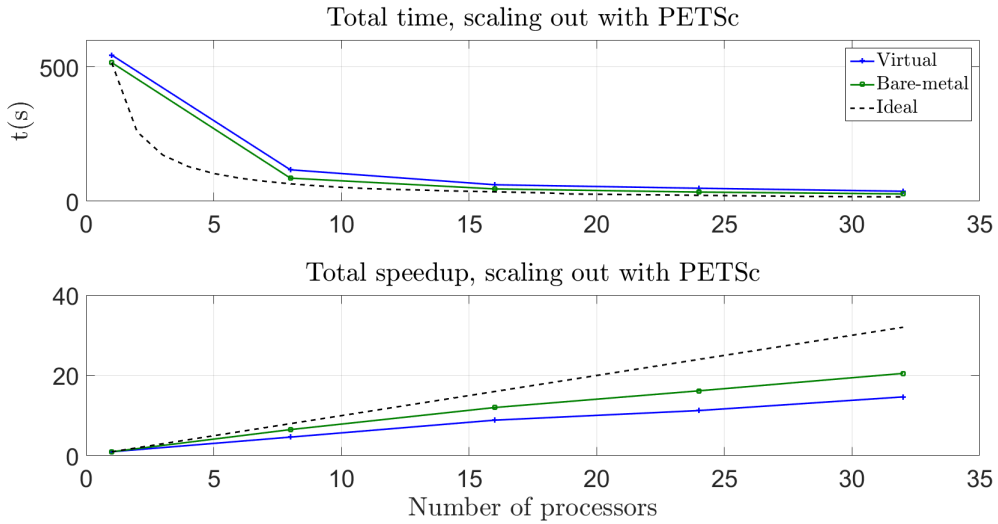 Total time, scaling out with PETSc
500
0
t(s)
Virtual
Bare-metal
Ideal
0 5 10 15 20 25 30 35
Total speedup, scaling out with PETSc
40
20
0
0 5 10 15 20 25 30 35
Number of processors